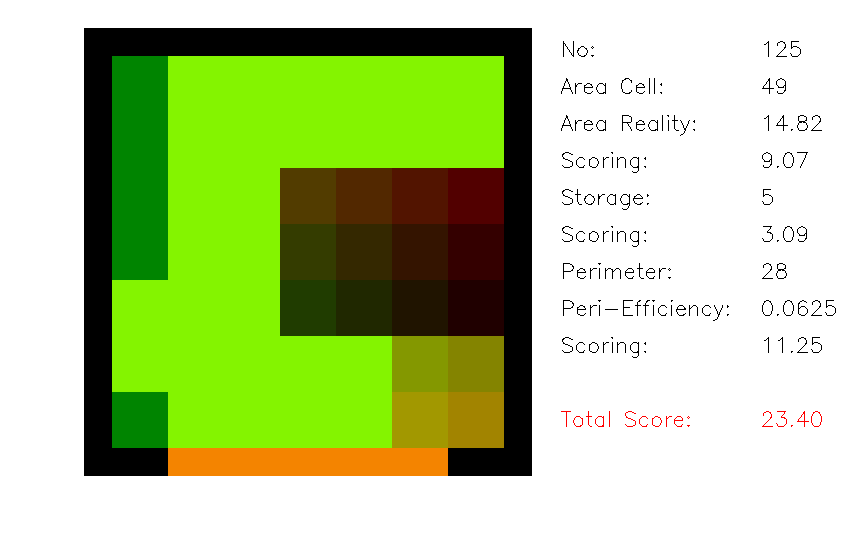 No: 125
Area Cell: 49
Area Reality: 14.82
Scoring: 9.07
Storage: 5
Scoring: 3.09
Perimeter: 28
Peri-Efficiency: 0.0625
Scoring: 11.25
Total Score: 23.40